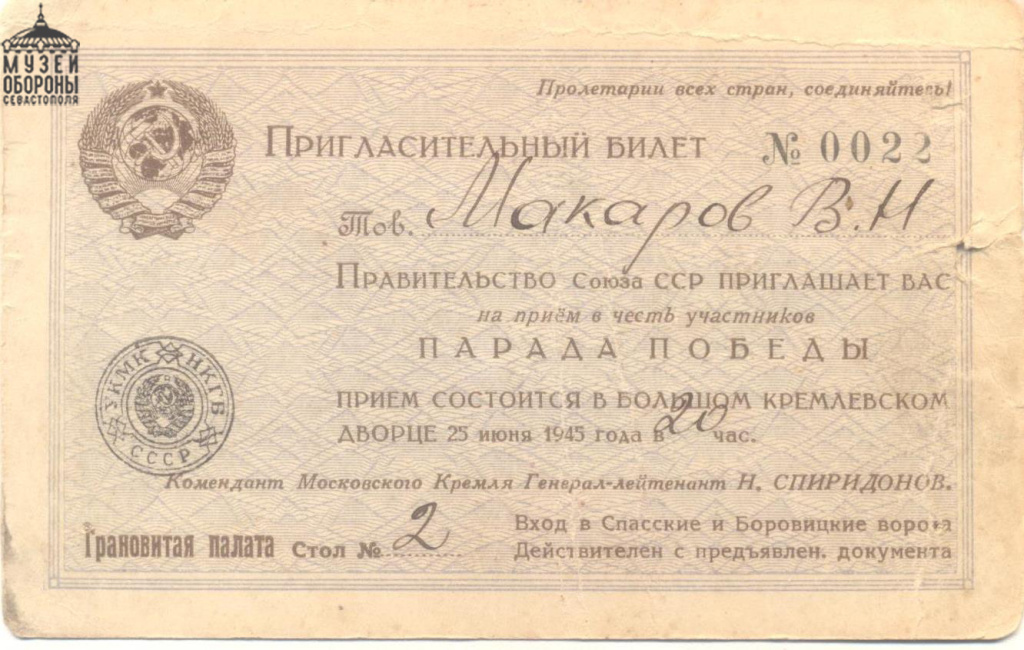 МУЗЕЙ
ОБОРОНЫ
СЕВАСТОПОЛЯ
Пролетарии всех стран, соединяйтесь!
ПРИГЛАСИТЕЛЬНЫЙ БИЛЕТ № 0022
Тов. Макаров В. Н
ПРАВИТЕЛЬСТВО Союза ССР ПРИГЛАШАЕТ ВАС
на приём в честь участников
ПАРАДА ПОБЕДЫ
ПРИЕМ СОСТОИТСЯ В БОЛЬШОМ КРЕМЛЕВСКОМ
ДВОРЦЕ 25 июня 1945 года в 20 час.
УКМК НКГБ
СССР
Комендант Московского Кремля Генерал-лейтенант Н. СПИРИДОНОВ.
Грановитая палата Стол № 2
Вход в Спасские и Боровицкие ворота
Действителен с предъявлен. документа